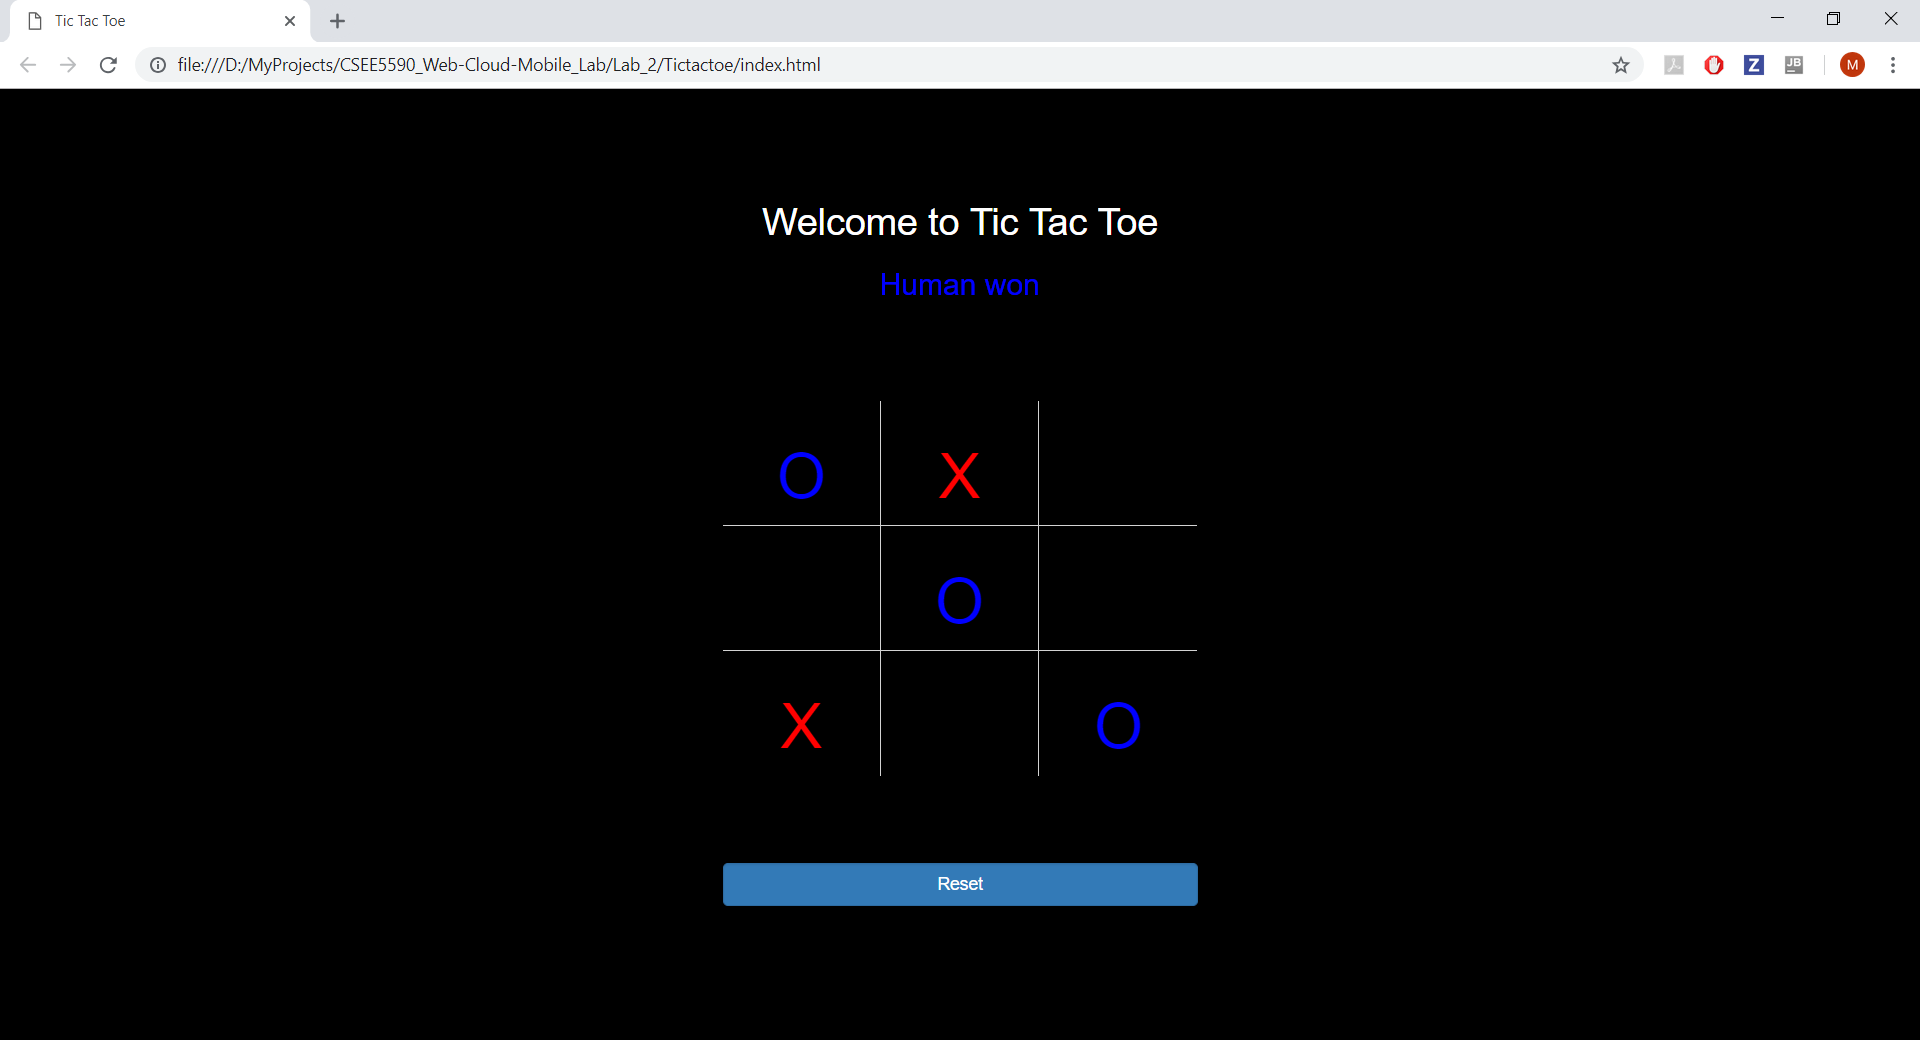 Tic Tac Toe
file:///D:/MyProjects/CSEE5590_Web-Cloud-Mobile_Lab/Lab_2/Tictactoe/index.html
Z
JB
M
Welcome to Tic Tac Toe
Human won
O X
O
X O
Reset